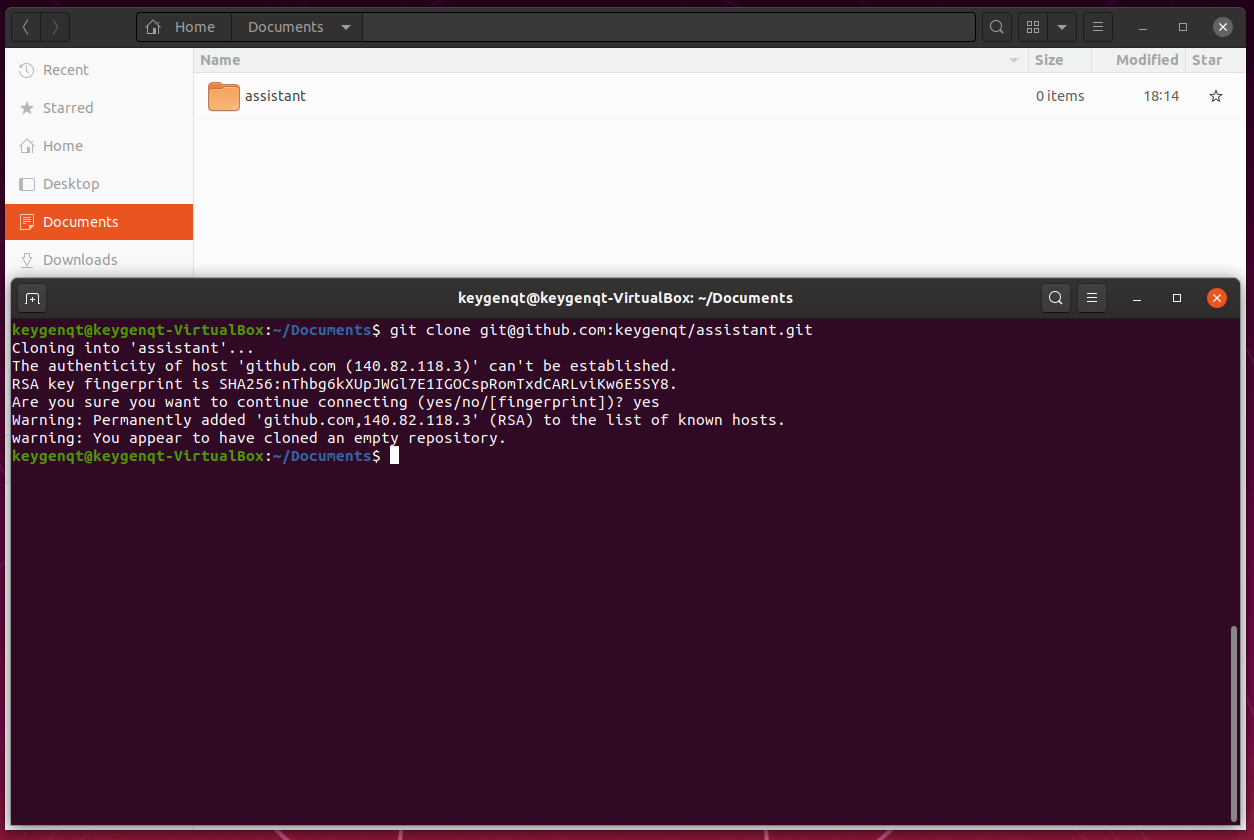 Home Documents
Name Size Modified Star
Recent
assistant 0 items 18:14
Starred
Home
Desktop
Documents
Downloads
keygenqt@keygenqt-VirtualBox: ~/Documents
keygenqt@keygenqt-VirtualBox:~/Documents$ git clone git@github.com:keygenqt/assistant.git
Cloning into 'assistant'...
The authenticity of host 'github.com (140.82.118.3)' can't be established.
RSA key fingerprint is SHA256:nThbg6kXUpJWGl7E1IGOCspRomTxdCARLviKw6E5SY8.
Are you sure you want to continue connecting (yes/no/[fingerprint])? yes
Warning: Permanently added 'github.com,140.82.118.3' (RSA) to the list of known hosts.
warning: You appear to have cloned an empty repository.
keygenqt@keygenqt-VirtualBox:~/Documents$